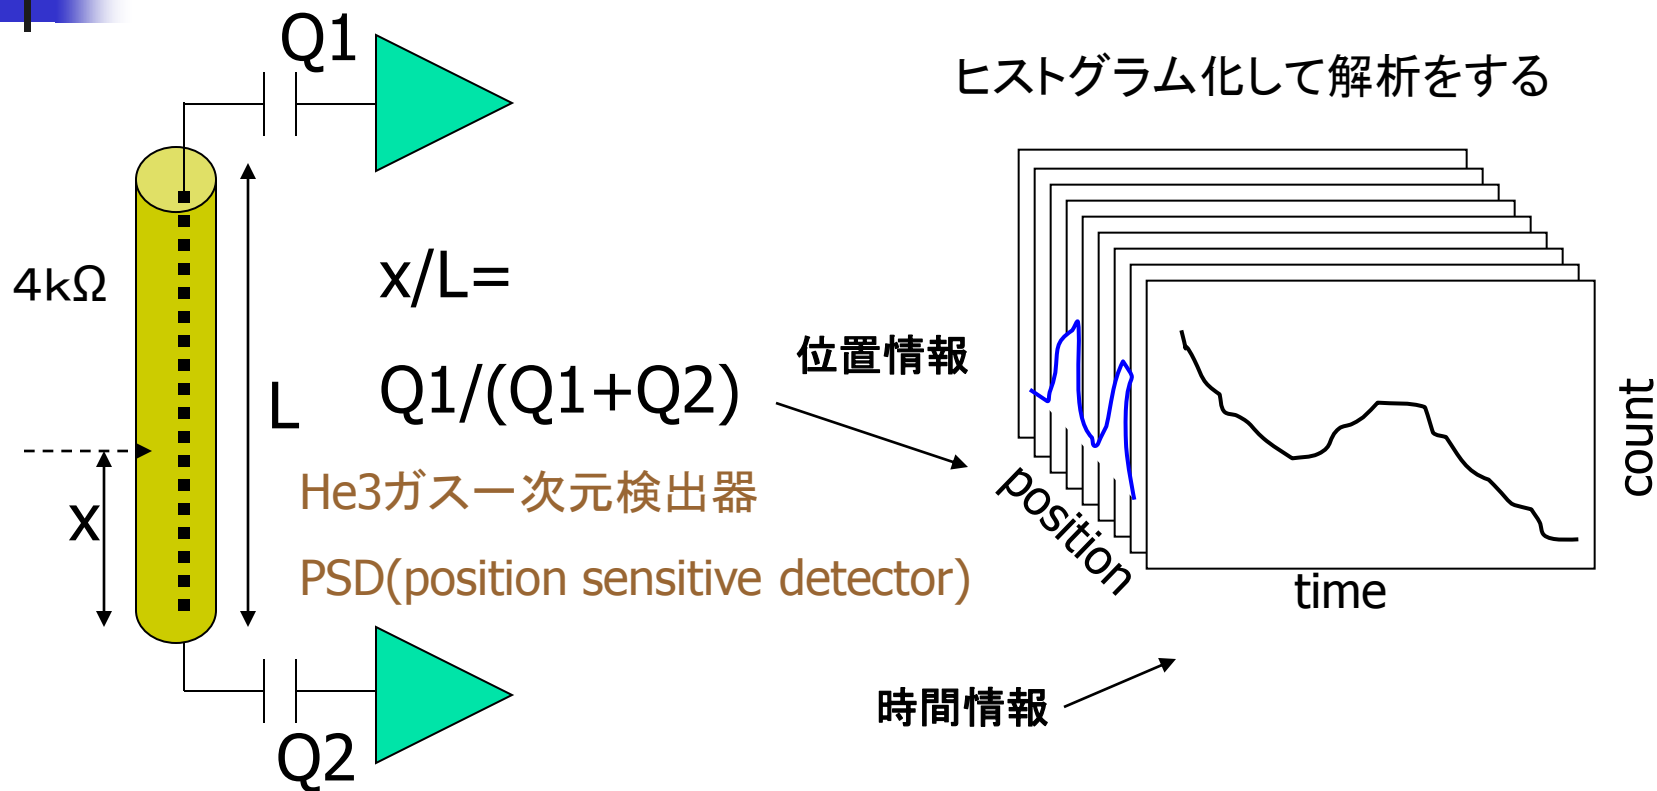 Q1
ヒストグラム化して解析をする
4kΩ
x/L=
Q1/(Q1+Q2)
位置情報
L
x
He3ガス一次元検出器
PSD(position sensitive detector)
position
count
time
時間情報
Q2